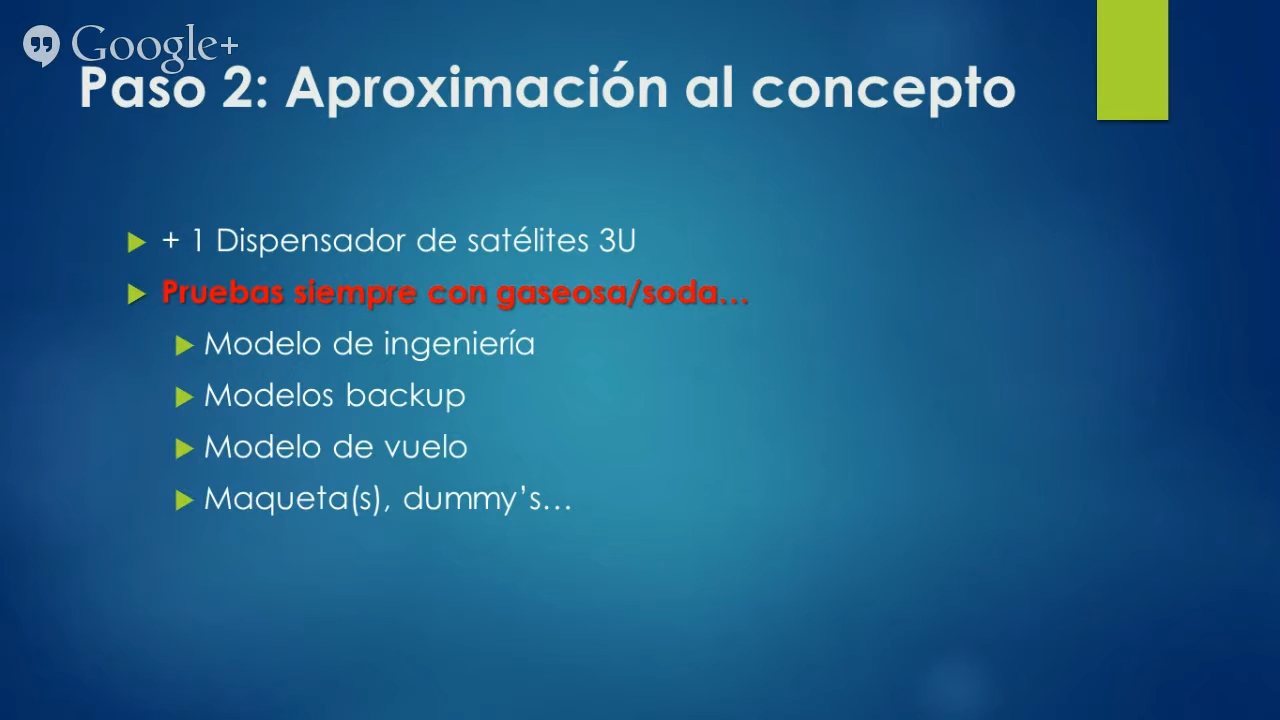 Google+
Paso 2: Aproximación al concepto
+ 1 Dispensador de satélites 3U
Pruebas siempre con gaseosa/soda...
Modelo de ingeniería
Modelos backup
Modelo de vuelo
Maqueta(s), dummy’s...